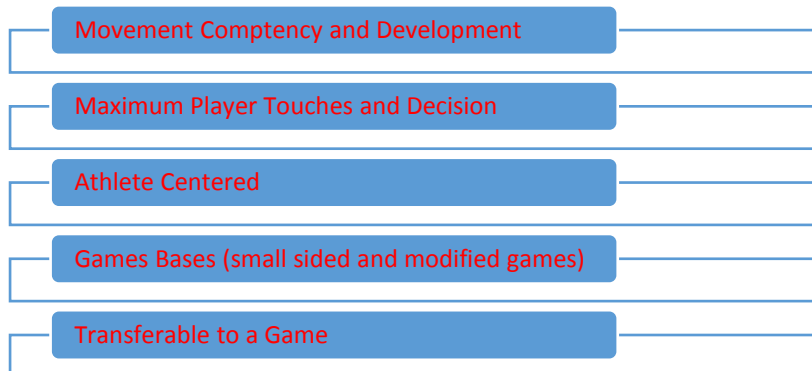 Movement Comptency and Development
Maximum Player Touches and Decision
Athlete Centered
Games Bases (small sided and modified games)
Transferable to a Game